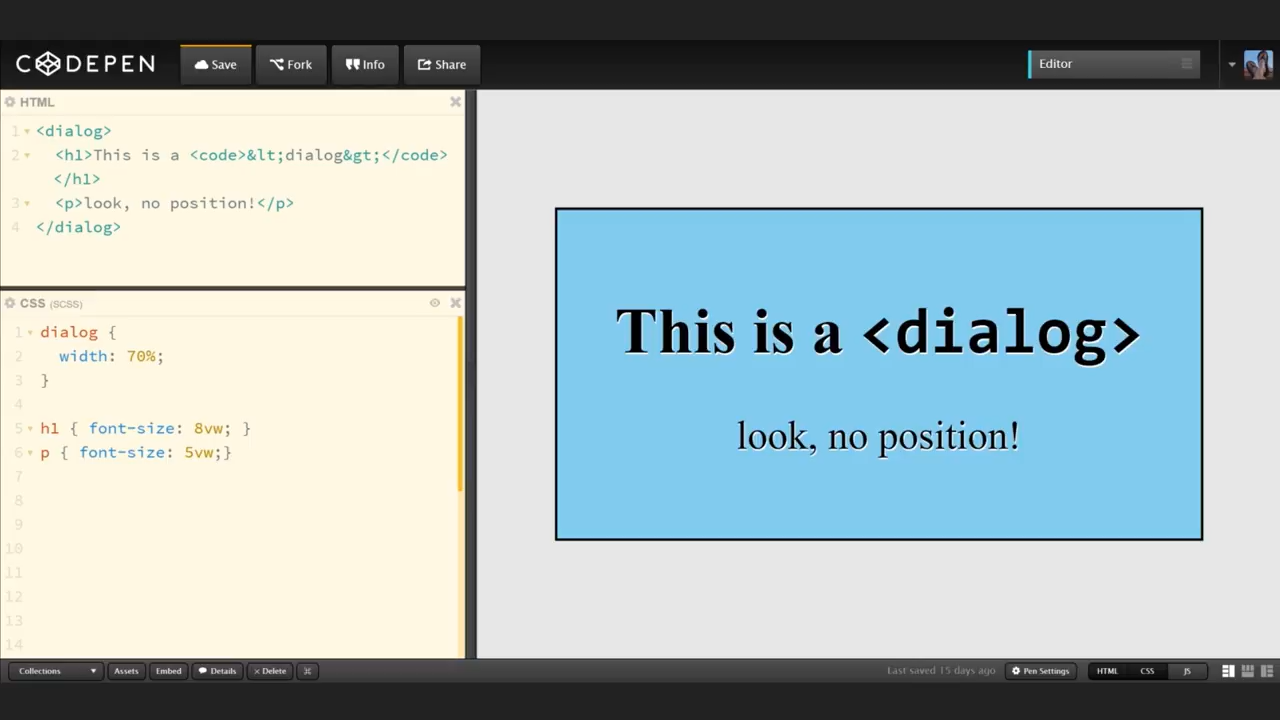 CODEPEN
Save
Fork
Info
Share
Editor
HTML
1 <dialog>
2 <h1>This is a <code>&lt;dialog&gt;</code>
</h1>
3 <p>look, no position!</p>
4 </dialog>
CSS (SCSS)
1 dialog {
2 width: 70%;
3 }
4
5 h1 { font-size: 8vw; }
6 p { font-size: 5vw;}
7
8
9
10
11
12
13
14
This is a <dialog>
look, no position!
Collections
Assets
Embed
Details
× Delete
⌘
Last saved 15 days ago
Pen Settings
HTML
CSS
JS